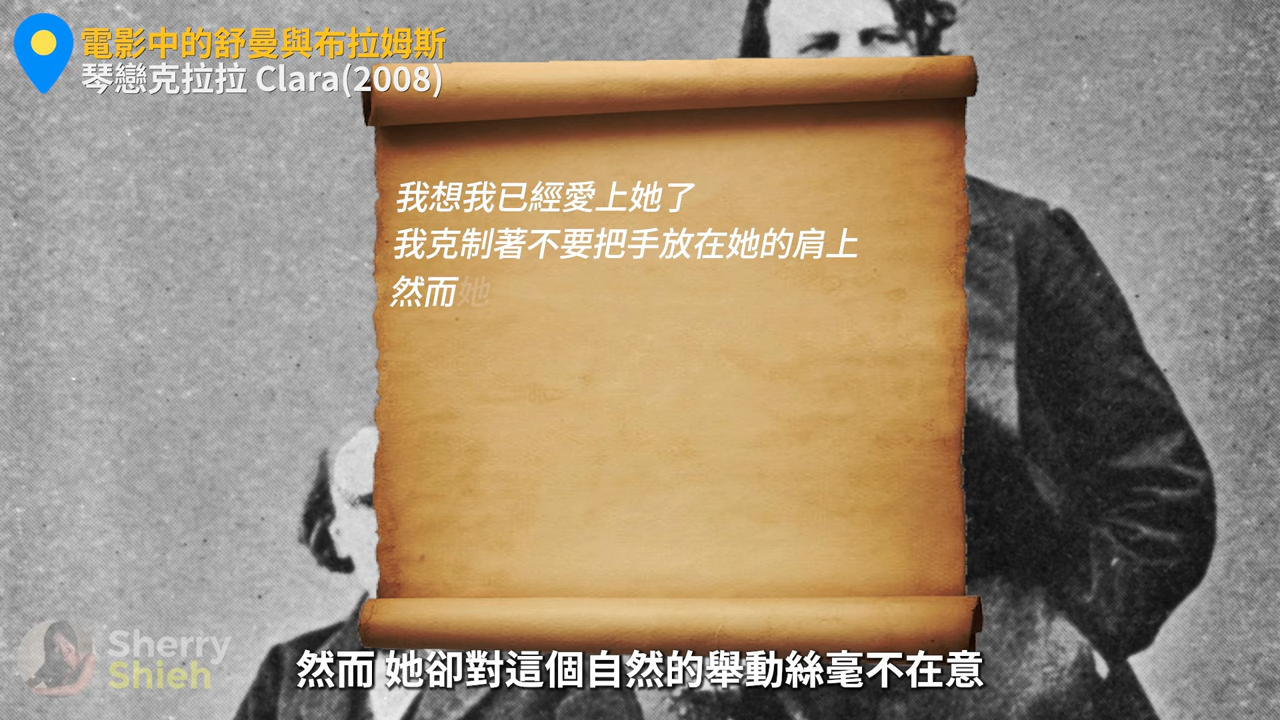 電影中的舒曼與布拉姆斯
琴戀克拉拉 Clara(2008)
我想我已經愛上她了
我克制著不要把手放在她的肩上
然而她
Sherry
Shieh
然而 她卻對這個自然的舉動絲毫不在意